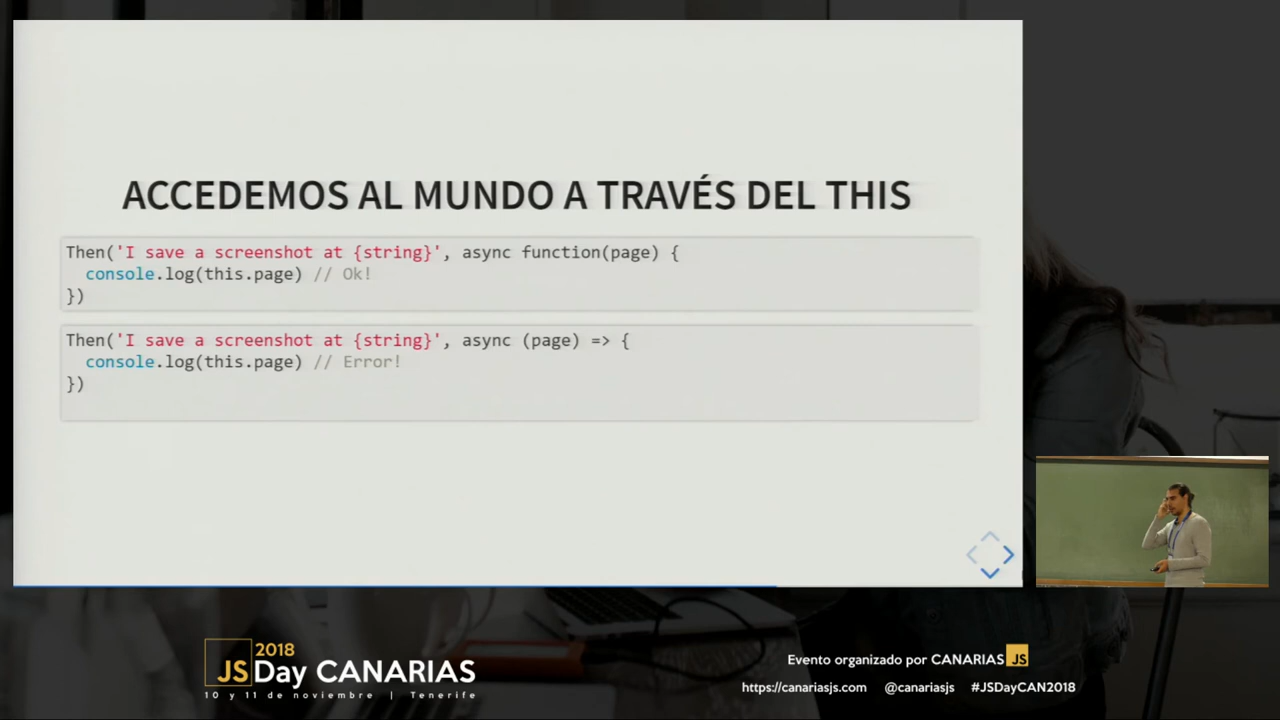 ACCEDEMOS AL MUNDO A TRAVÉS DEL THIS
Then('I save a screenshot at {string}', async function(page) {
  console.log(this.page) // Ok!
})
Then('I save a screenshot at {string}', async (page) => {
  console.log(this.page) // Error!
})
2018
JSDay CANARIAS
10 y 11 de noviembre | Tenerife
Evento organizado por CANARIAS JS
https://canariasjs.com @canariasjs #JSDayCAN2018